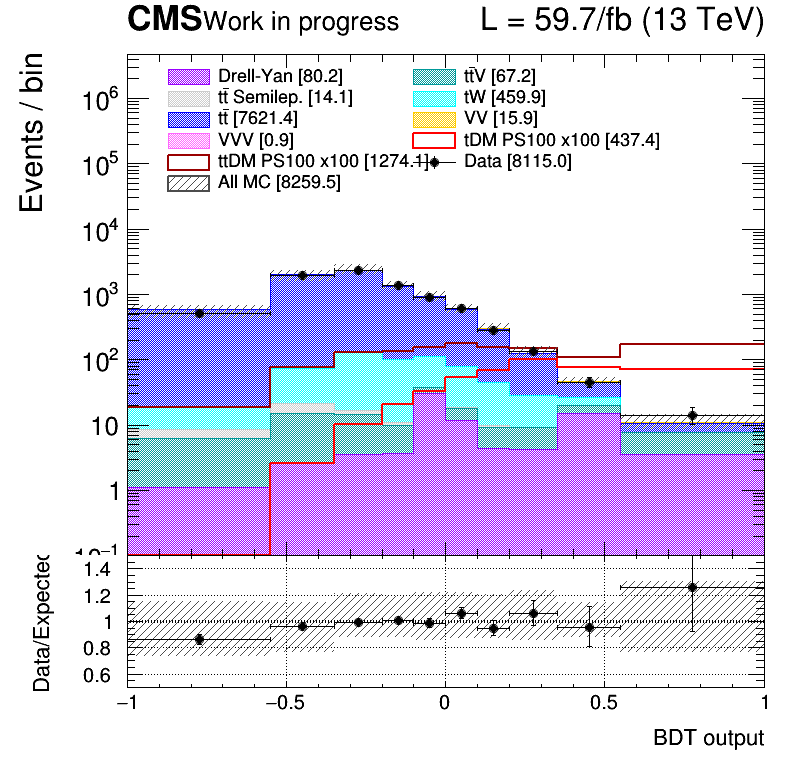 CMS Work in progress L = 59.7/fb (13 TeV)
Events / bin
Drell-Yan [80.2] tt̄V [67.2]
tt̄ Semilep. [14.1] tW [459.9]
tt̄ [7621.4] VV [15.9]
VVV [0.9] tDM PS100 x100 [437.4]
ttDM PS100 x100 [1274.1] Data [8115.0]
All MC [8259.5]
10⁶
10⁵
10⁴
10³
10²
10
1
10⁻¹
Data/Expected
1.4
1.2
1
0.8
0.6
−1 −0.5 0 0.5 1
BDT output